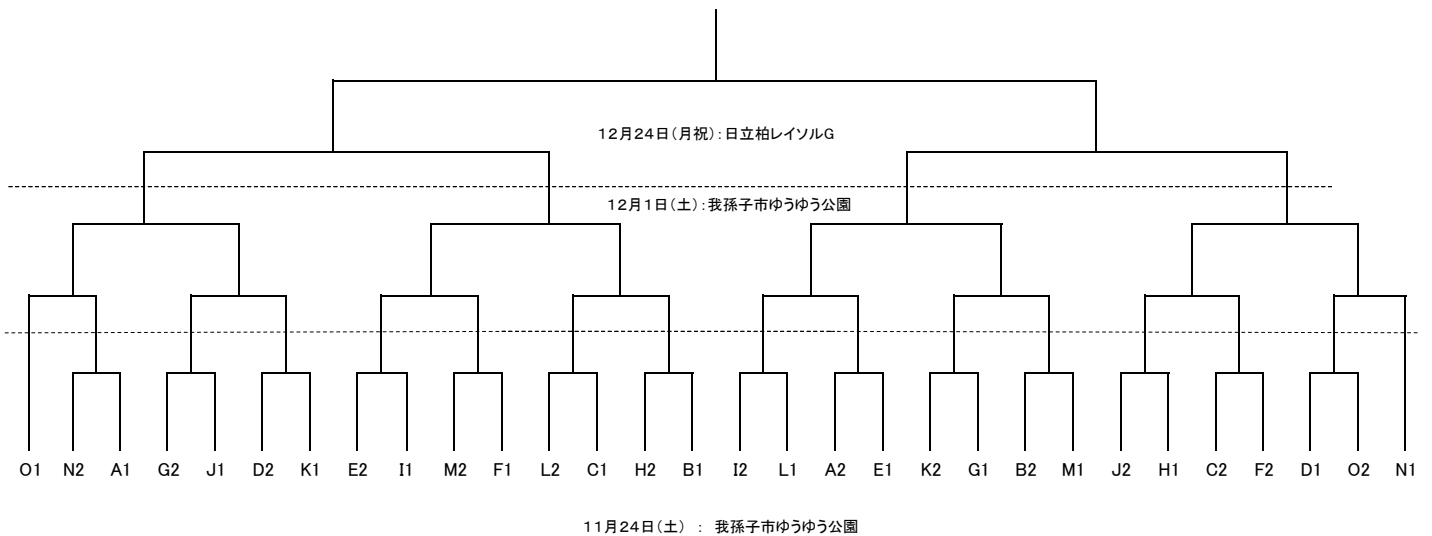 12月24日(月祝):日立柏レイソルG
12月1日(土):我孫子市ゆうゆう公園
O1 N2 A1 G2 J1 D2 K1 E2 I1 M2 F1 L2 C1 H2 B1 I2 L1 A2 E1 K2 G1 B2 M1 J2 H1 C2 F2 D1 O2 N1
11月24日(土) : 我孫子市ゆうゆう公園